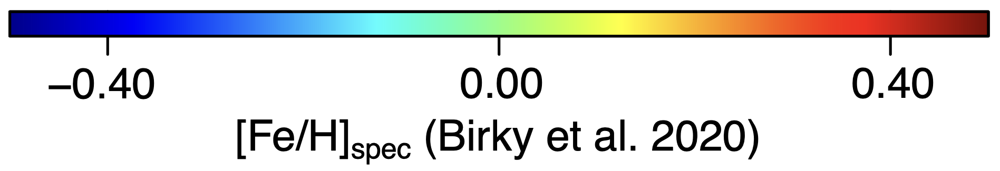 –0.40 0.00 0.40
[Fe/H]spec (Birky et al. 2020)